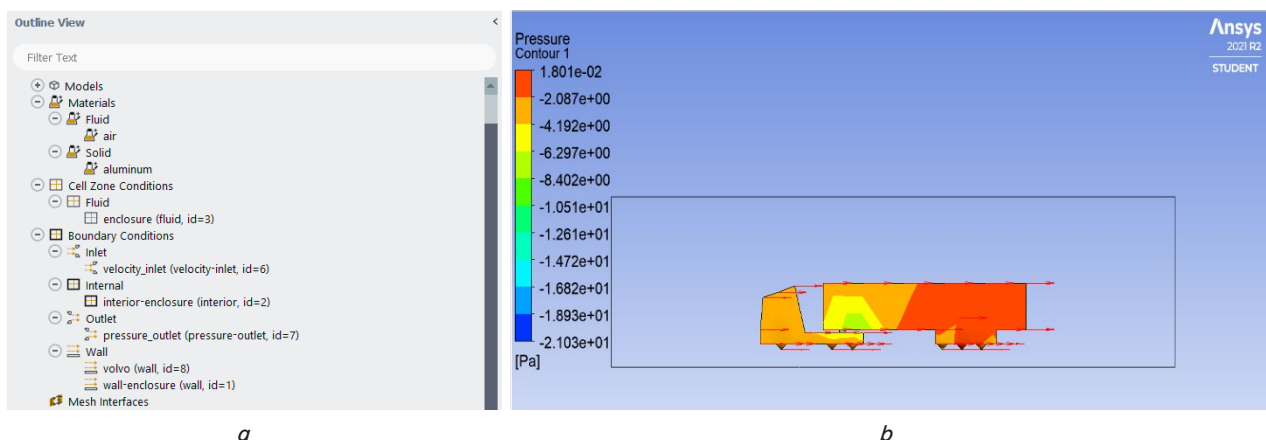 Outline View
<
Filter Text
Models
Materials
Fluid
air
Solid
aluminum
Cell Zone Conditions
Fluid
enclosure (fluid, id=3)
Boundary Conditions
Inlet
velocity_inlet (velocity-inlet, id=6)
Internal
interior-enclosure (interior, id=2)
Outlet
pressure_outlet (pressure-outlet, id=7)
Wall
volvo (wall, id=8)
wall-enclosure (wall, id=1)
Mesh Interfaces
a
Pressure
Contour 1
1.801e-02
-2.087e+00
-4.192e+00
-6.297e+00
-8.402e+00
-1.051e+01
-1.261e+01
-1.472e+01
-1.682e+01
-1.893e+01
-2.103e+01
[Pa]
Ansys
2021 R2
STUDENT
b